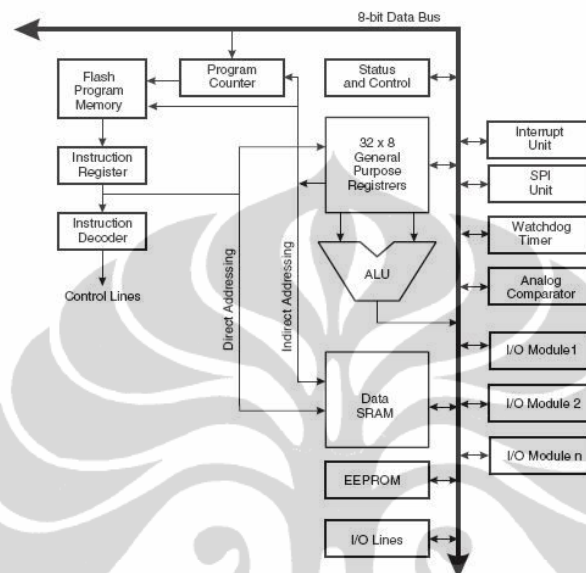 8-bit Data Bus
Flash
Program
Memory
Program
Counter
Status
and Control
Instruction
Register
32 x 8
General
Purpose
Registrers
Interrupt
Unit
SPI
Unit
Instruction
Decoder
Watchdog
Timer
Direct Addressing
Indirect Addressing
ALU
Control Lines
Analog
Comparator
I/O Module1
Data
SRAM
I/O Module 2
I/O Module n
EEPROM
I/O Lines